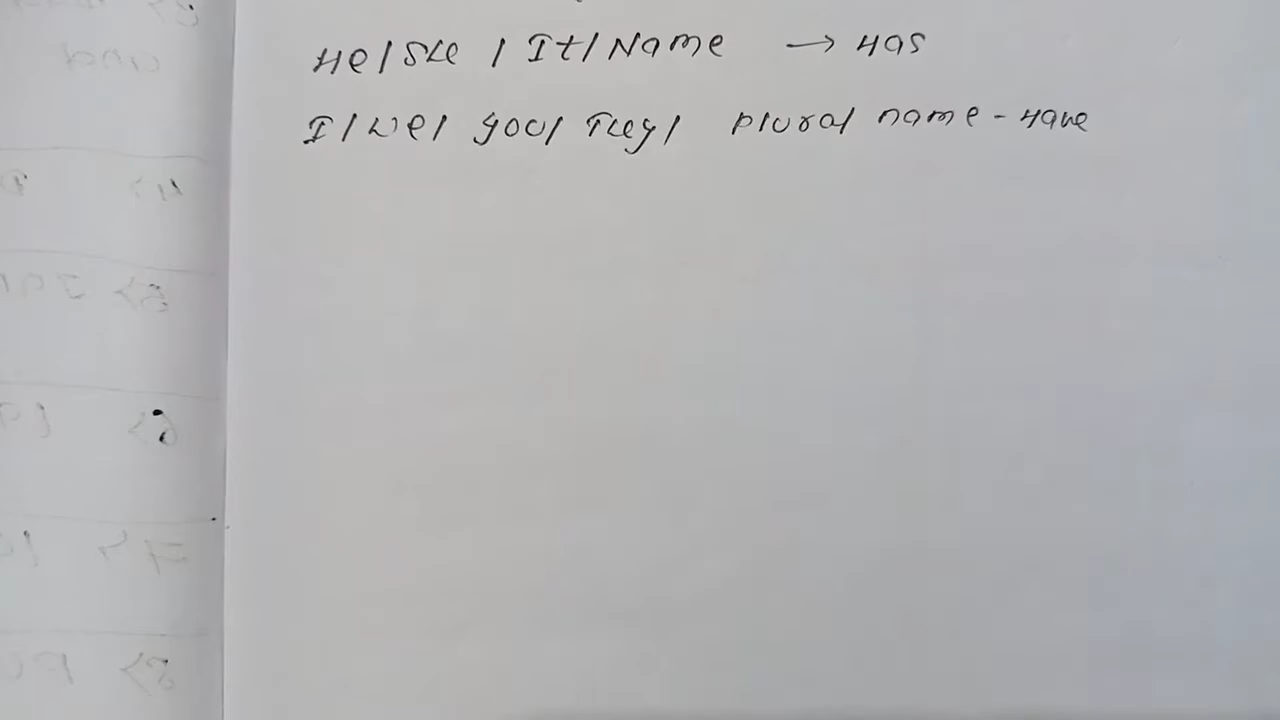 He/She / It/Name → Has
I/we/ you/ They/ plural name - Have